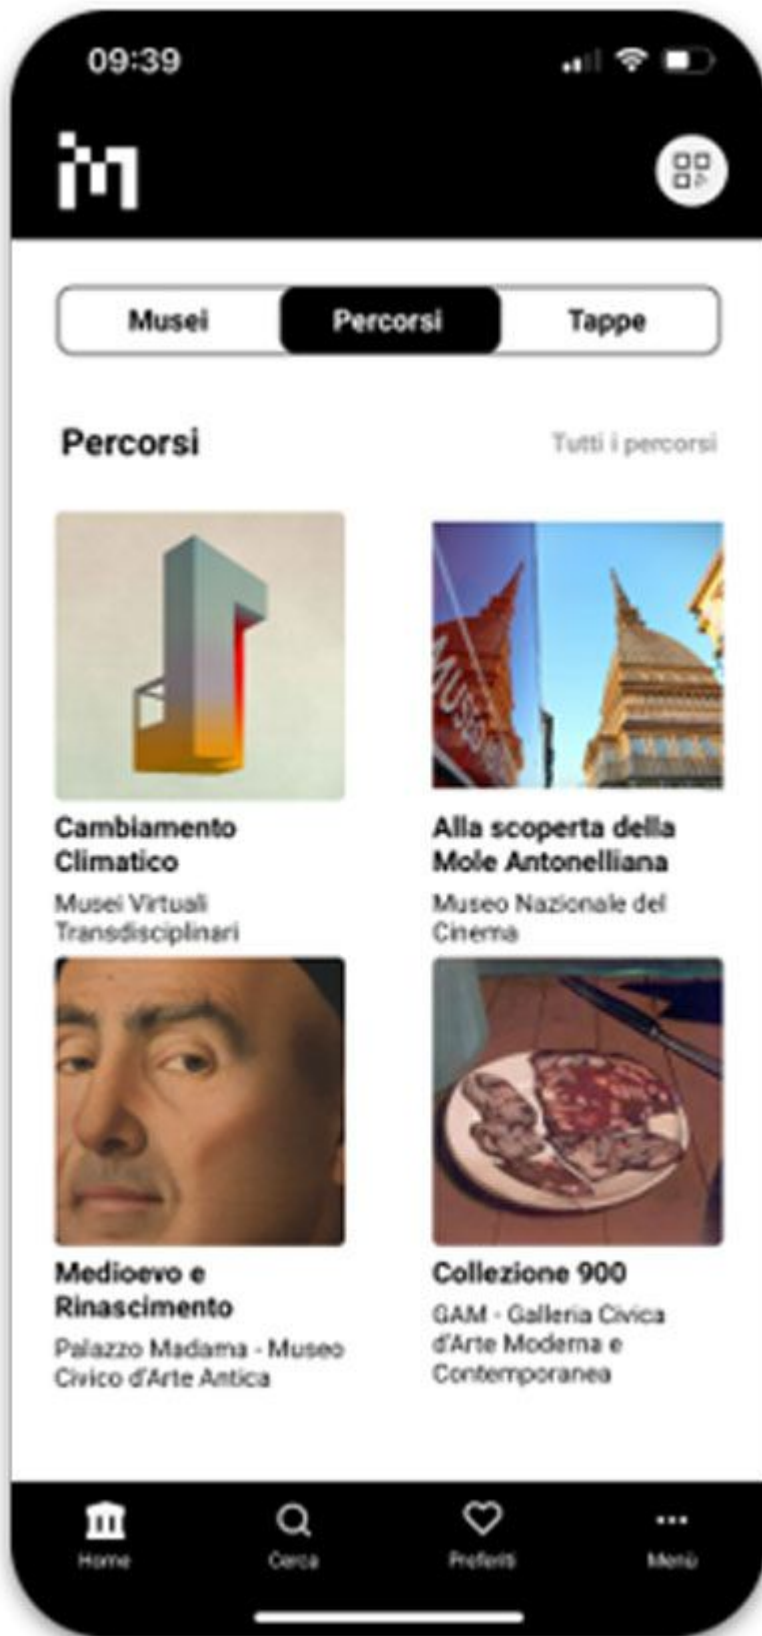 09:39
Musei
Percorsi
Tappe
Percorsi
Tutti i percorsi
Cambiamento
Climatico
Musei Virtuali
Transdisciplinari
Alla scoperta della
Mole Antonelliana
Museo Nazionale del
Cinema
Medioevo e
Rinascimento
Palazzo Madama - Museo
Civico d'Arte Antica
Collezione 900
GAM - Galleria Civica
d'Arte Moderna e
Contemporanea
Home
Cerca
Preferiti
Menù